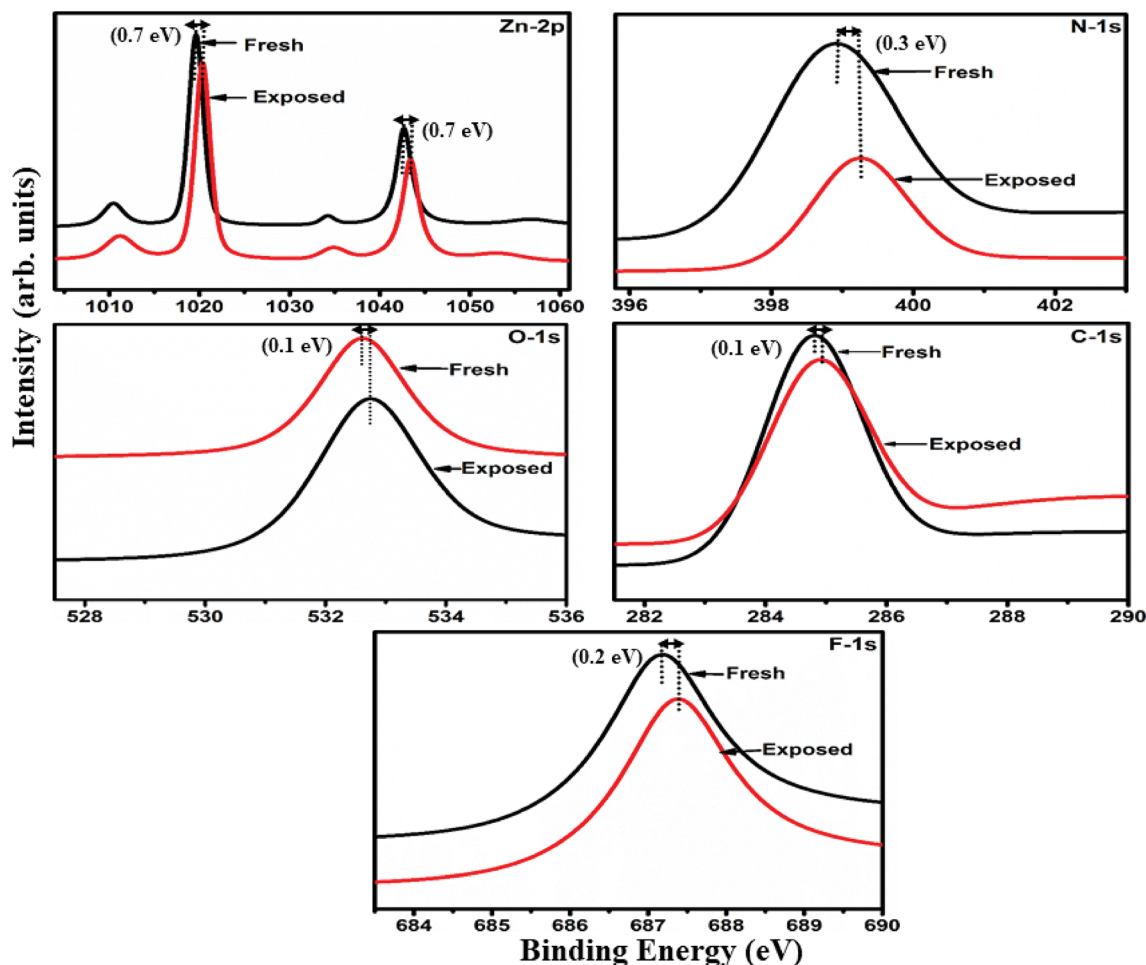 Intensity (arb. units)
Zn-2p
(0.7 eV)
Fresh
Exposed
(0.7 eV)
1010 1020 1030 1040 1050 1060
N-1s
(0.3 eV)
Fresh
Exposed
396 398 400 402
O-1s
(0.1 eV)
Fresh
Exposed
528 530 532 534 536
C-1s
(0.1 eV)
Fresh
Exposed
282 284 286 288 290
F-1s
(0.2 eV)
Fresh
Exposed
684 685 686 687 688 689 690
Binding Energy (eV)